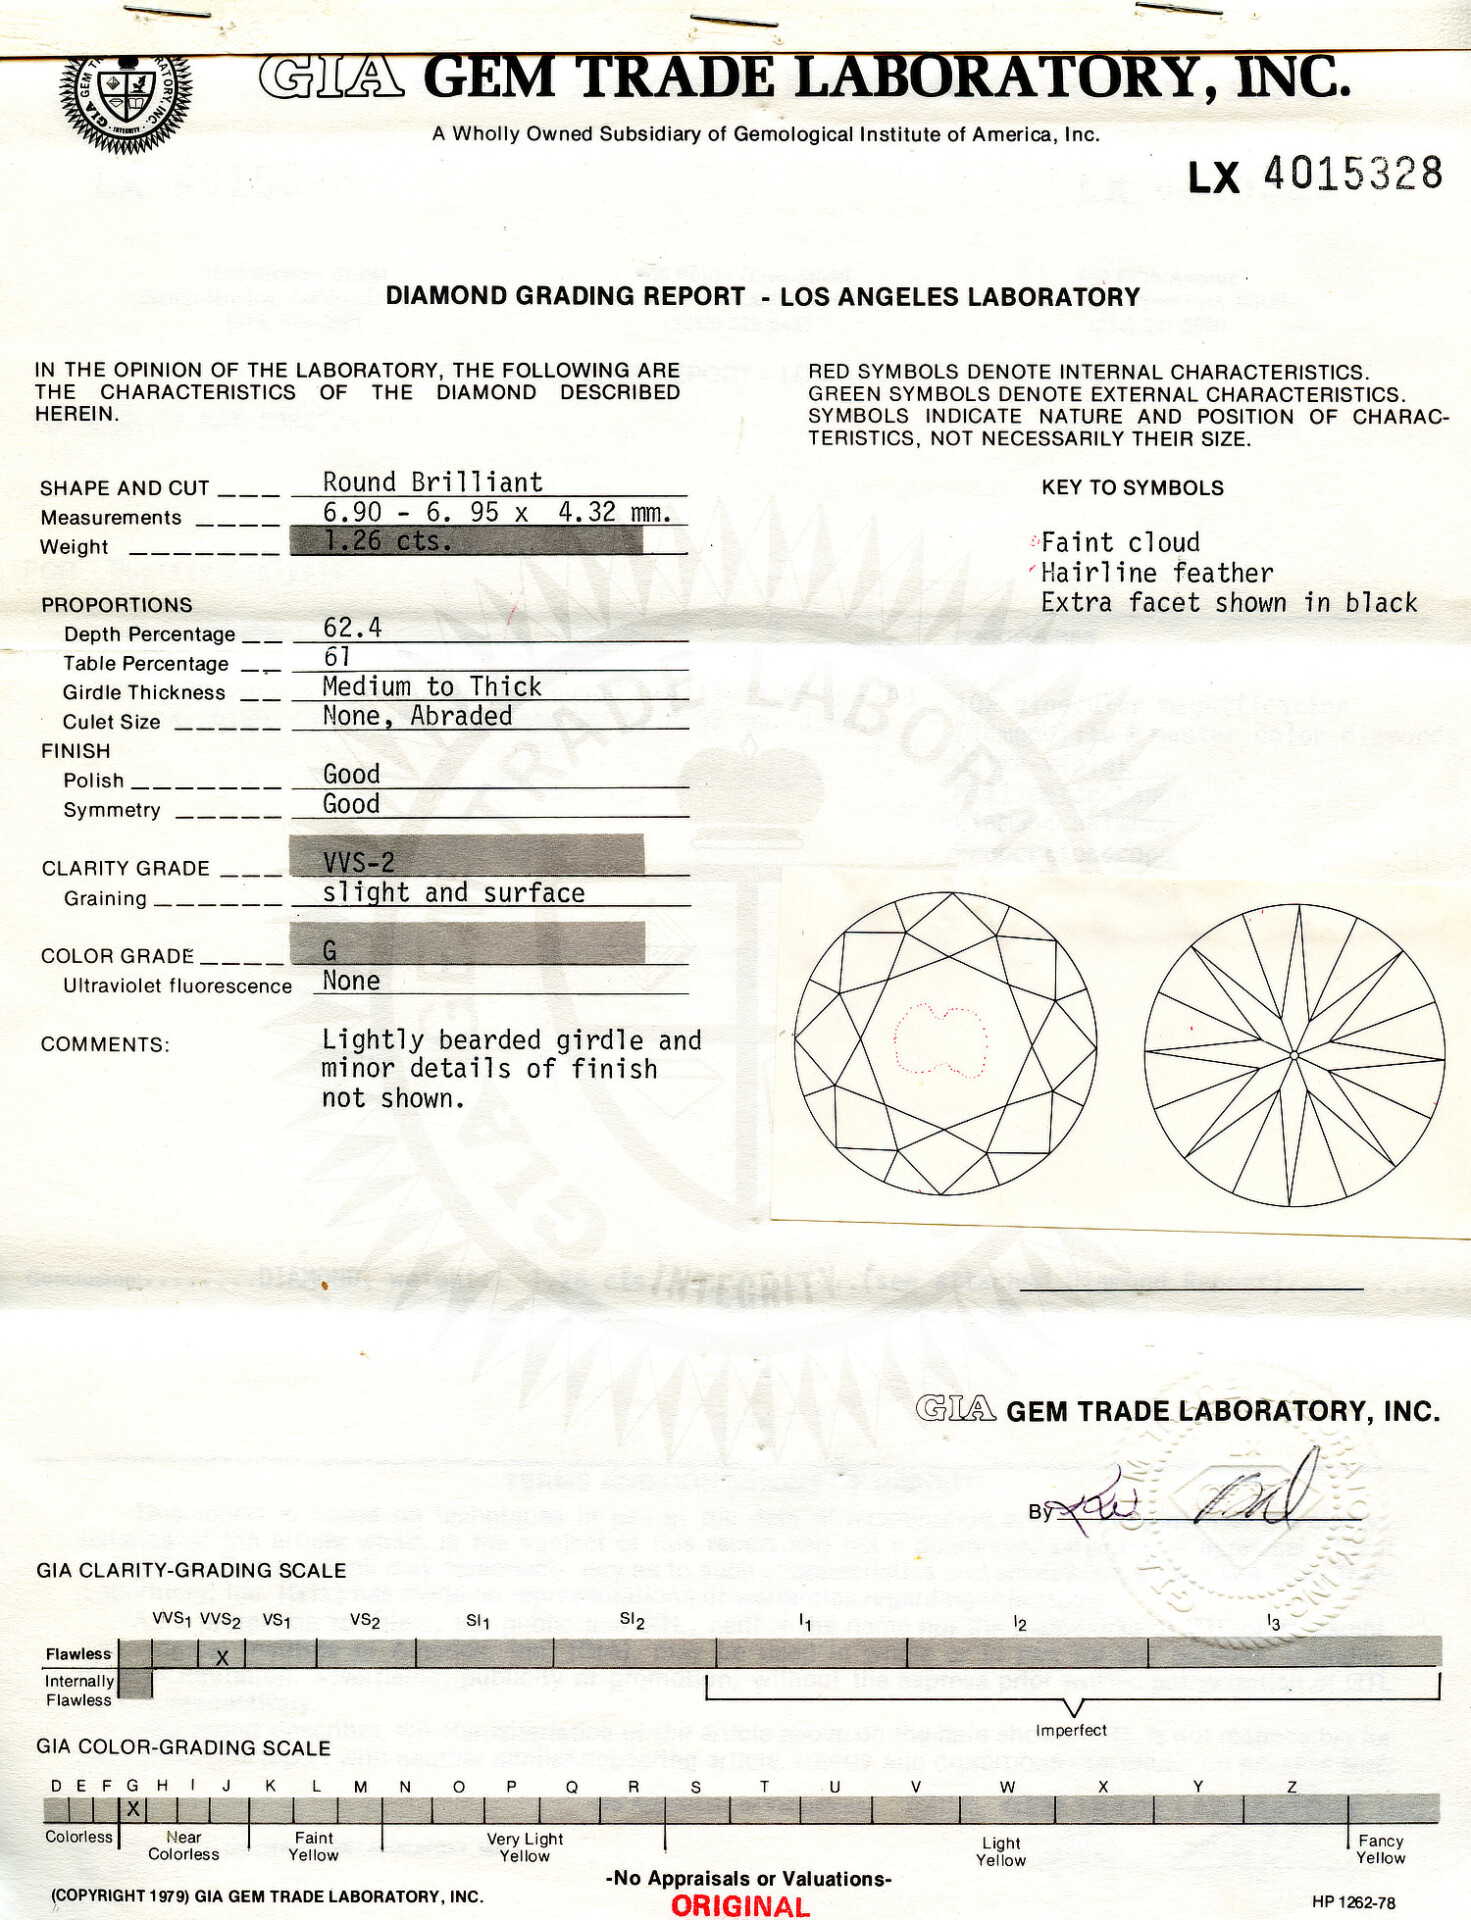 GIA GEM TRADE LABORATORY, INC.
A Wholly Owned Subsidiary of Gemological Institute of America, Inc.
LX 4015328
DIAMOND GRADING REPORT - LOS ANGELES LABORATORY
IN THE OPINION OF THE LABORATORY, THE FOLLOWING ARE
THE CHARACTERISTICS OF THE DIAMOND DESCRIBED
HEREIN.
SHAPE AND CUT Round Brilliant
Measurements 6.90 - 6. 95 x 4.32 mm.
Weight 1.26 cts.
PROPORTIONS
Depth Percentage 62.4
Table Percentage 61
Girdle Thickness Medium to Thick
Culet Size None, Abraded
FINISH
Polish Good
Symmetry Good
CLARITY GRADE VVS-2
Graining slight and surface
COLOR GRADE G
Ultraviolet fluorescence None
COMMENTS: Lightly bearded girdle and
minor details of finish
not shown.
RED SYMBOLS DENOTE INTERNAL CHARACTERISTICS.
GREEN SYMBOLS DENOTE EXTERNAL CHARACTERISTICS.
SYMBOLS INDICATE NATURE AND POSITION OF CHARAC-
TERISTICS, NOT NECESSARILY THEIR SIZE.
KEY TO SYMBOLS
Faint cloud
Hairline feather
Extra facet shown in black
INTEGRITY
GIA GEM TRADE LABORATORY, INC.
By
GIA CLARITY-GRADING SCALE
VVS1 VVS2 VS1 VS2 SI1 SI2 I1 I2 I3
Flawless X
Internally
Flawless
Imperfect
GIA COLOR-GRADING SCALE
D E F G H I J K L M N O P Q R S T U V W X Y Z
X
Colorless Near Colorless Faint Yellow Very Light Yellow Light Yellow Fancy Yellow
-No Appraisals or Valuations-
(COPYRIGHT 1979) GIA GEM TRADE LABORATORY, INC.
ORIGINAL
HP 1262-78